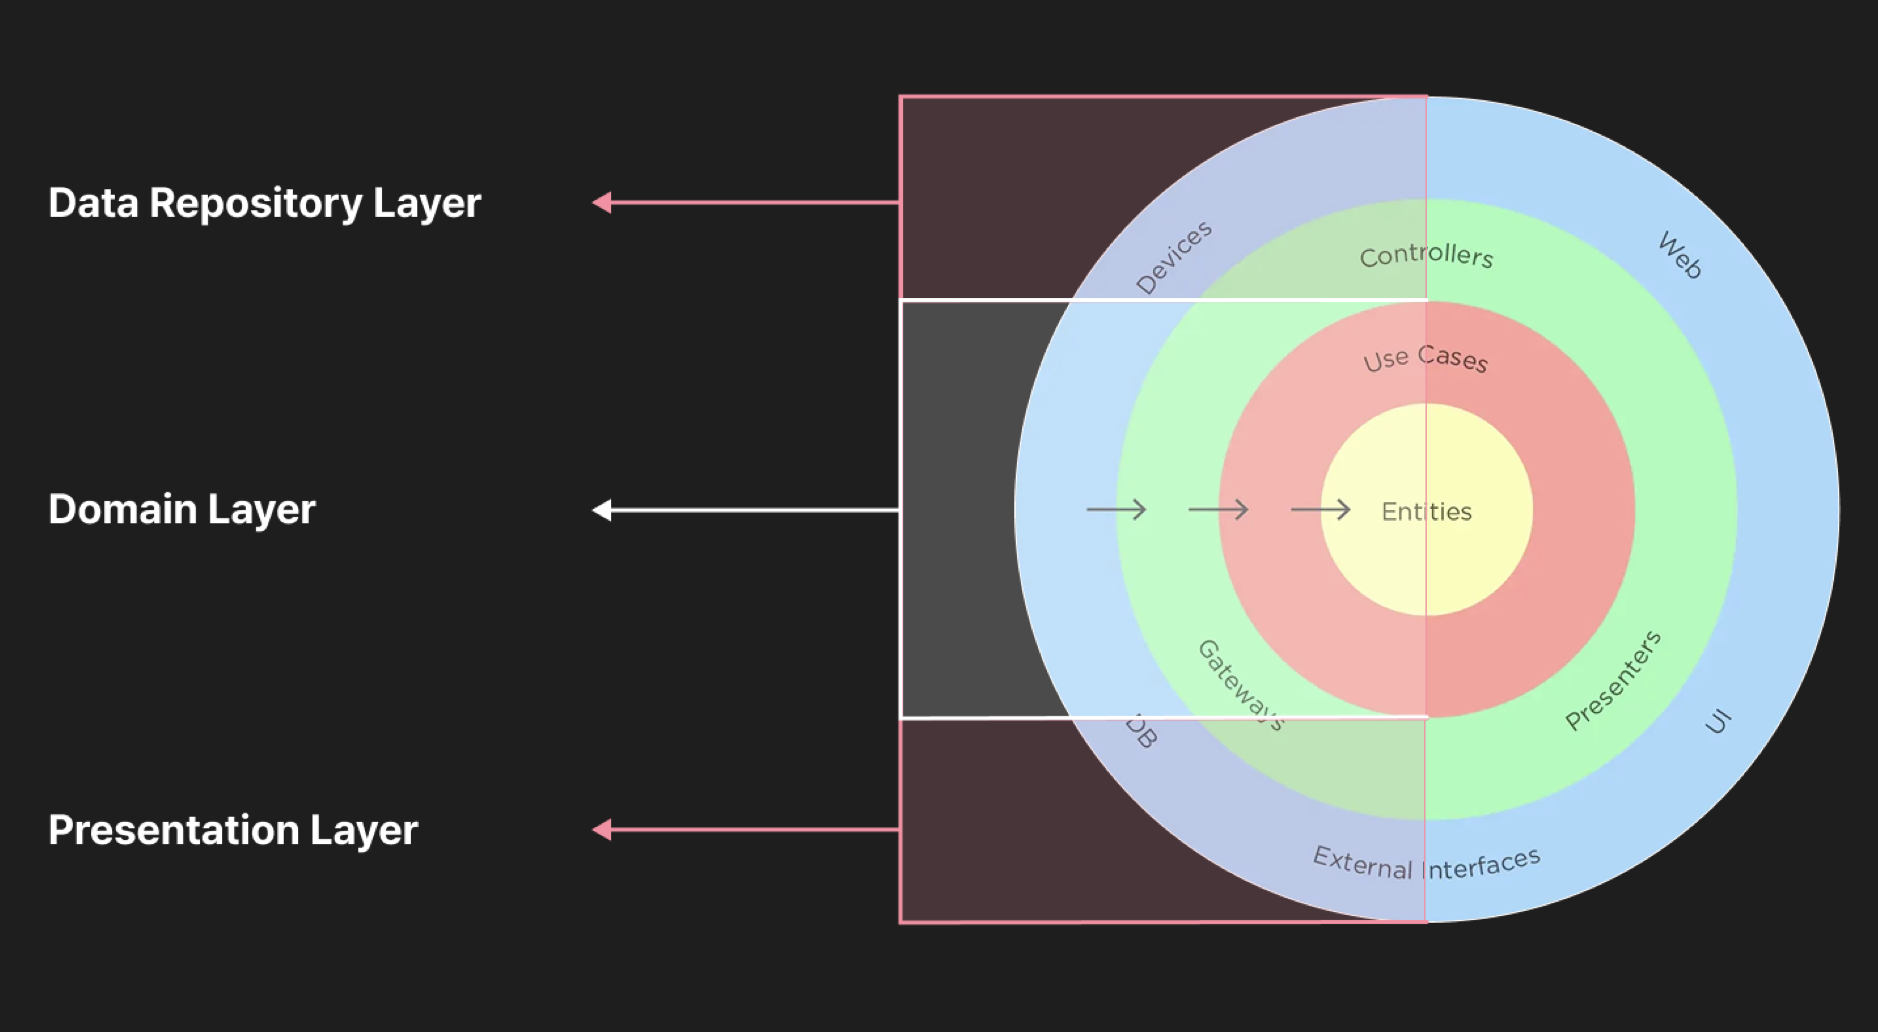 Data Repository Layer
Domain Layer
Presentation Layer
Devices
Controllers
Web
Use Cases
Entities
Gateways
Presenters
DB
UI
External Interfaces